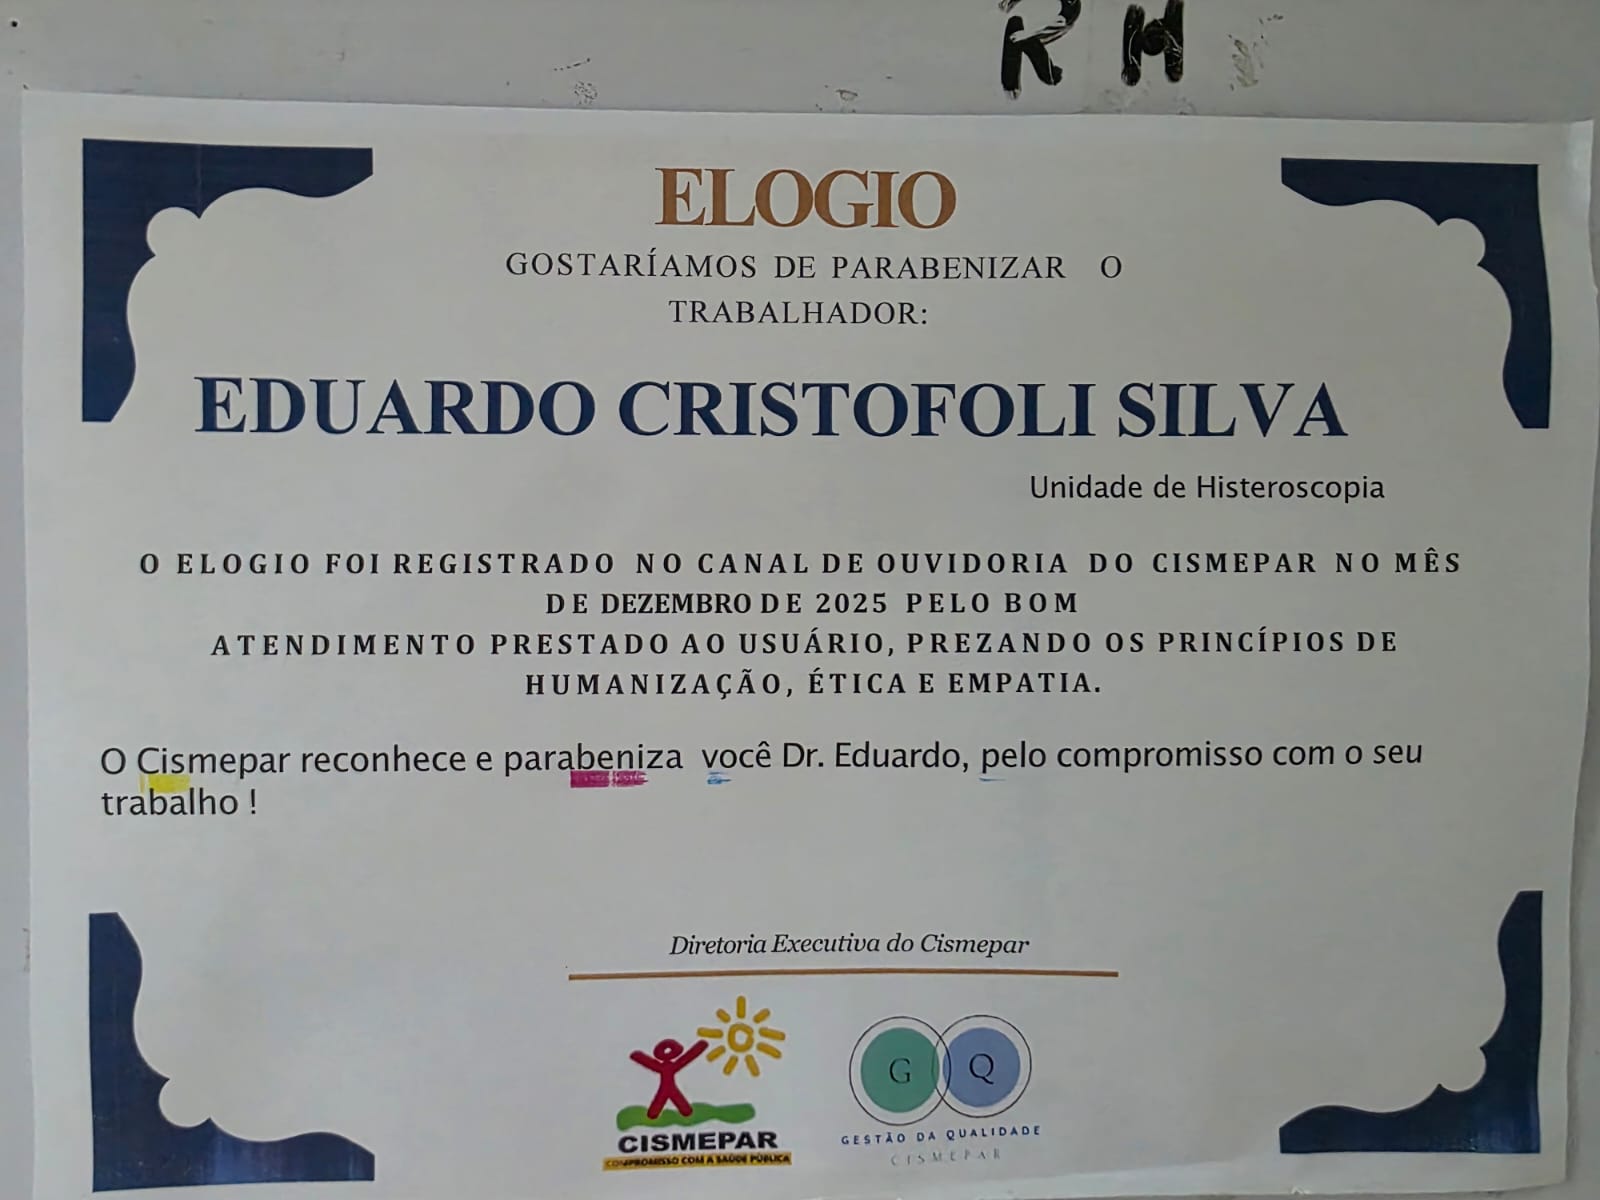 RH
ELOGIO
GOSTARÍAMOS DE PARABENIZAR O
TRABALHADOR:
EDUARDO CRISTOFOLI SILVA
Unidade de Histeroscopia
O ELOGIO FOI REGISTRADO NO CANAL DE OUVIDORIA DO CISMEPAR NO MÊS
DE DEZEMBRO DE 2025 PELO BOM
ATENDIMENTO PRESTADO AO USUÁRIO, PREZANDO OS PRINCÍPIOS DE
HUMANIZAÇÃO, ÉTICA E EMPATIA.
O Cismepar reconhece e parabeniza você Dr. Eduardo, pelo compromisso com o seu
trabalho !
Diretoria Executiva do Cismepar
CISMEPAR
COMPROMISSO COM A SAÚDE PÚBLICA
G Q
GESTÃO DA QUALIDADE
CISMEPAR